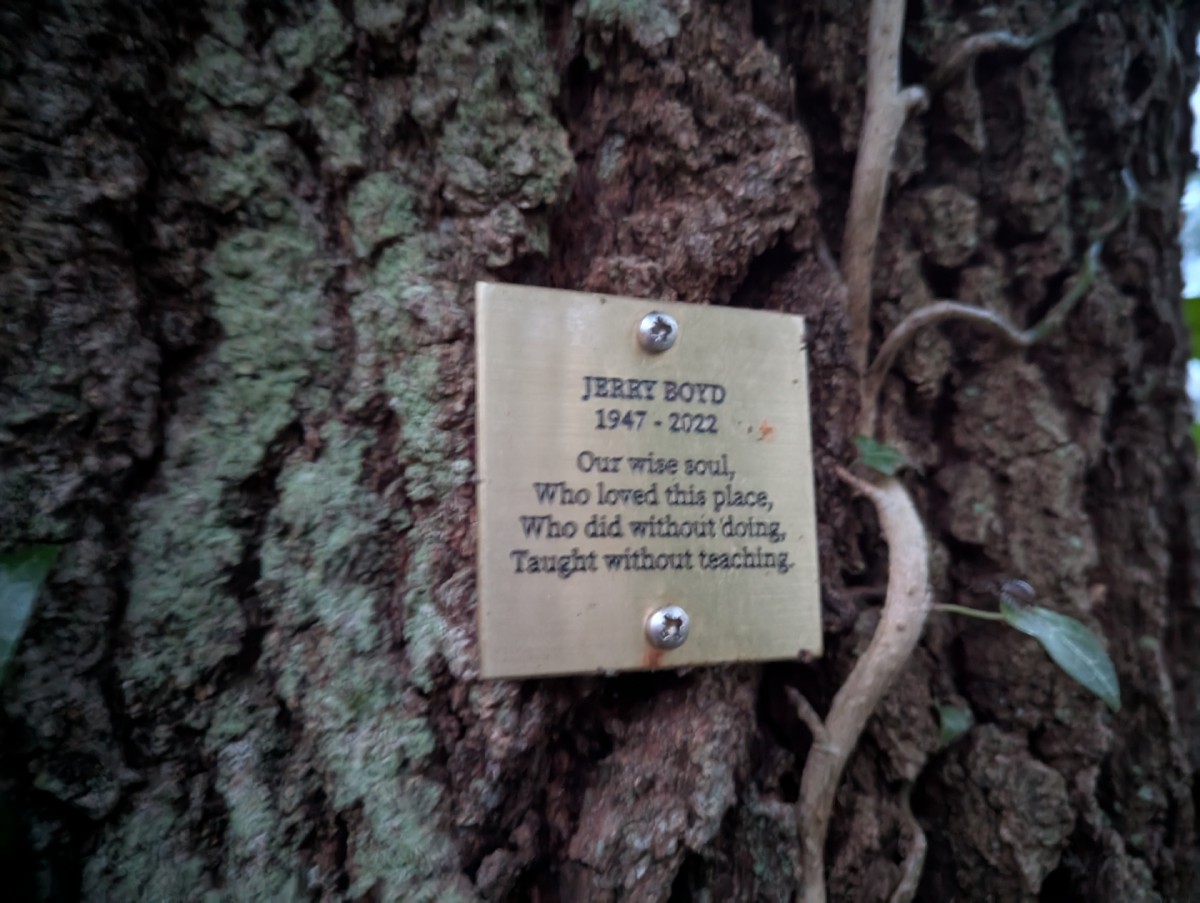 JERRY BOYD
1947 - 2022
Our wise soul,
Who loved this place,
Who did without doing,
Taught without teaching.